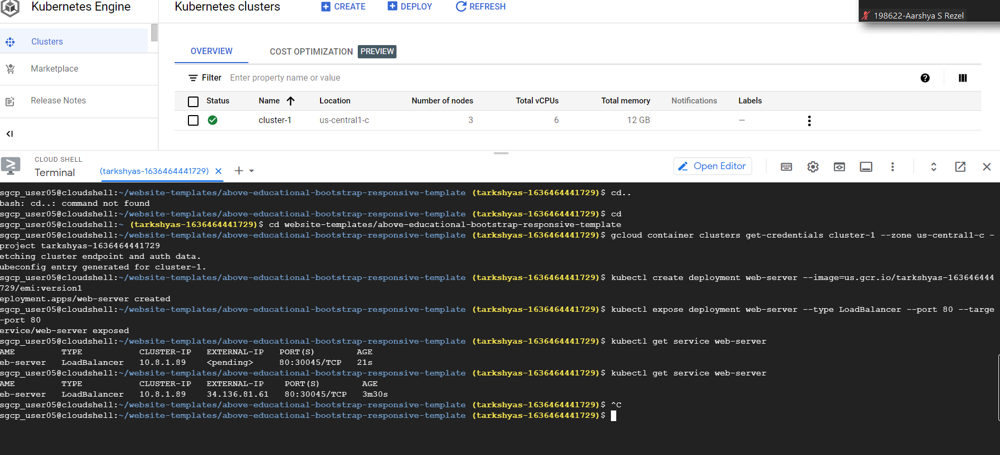 Kubernetes Engine
Kubernetes clusters
CREATE
DEPLOY
REFRESH
198622-Aarshya S Rezel
Clusters
Marketplace
Release Notes
OVERVIEW
COST OPTIMIZATION PREVIEW
Filter Enter property name or value
Status Name Location Number of nodes Total vCPUs Total memory Notifications Labels
cluster-1 us-central1-c 3 6 12 GB —
CLOUD SHELL
Terminal
(tarkshyas-1636464441729)
Open Editor
sgcp_user05@cloudshell:~/website-templates/above-educational-bootstrap-responsive-template (tarkshyas-1636464441729)$ cd..
bash: cd..: command not found
sgcp_user05@cloudshell:~/website-templates/above-educational-bootstrap-responsive-template (tarkshyas-1636464441729)$ cd
sgcp_user05@cloudshell:~ (tarkshyas-1636464441729)$ cd website-templates/above-educational-bootstrap-responsive-template
sgcp_user05@cloudshell:~/website-templates/above-educational-bootstrap-responsive-template (tarkshyas-1636464441729)$ gcloud container clusters get-credentials cluster-1 --zone us-central1-c -
project tarkshyas-1636464441729
etching cluster endpoint and auth data.
ubeconfig entry generated for cluster-1.
sgcp_user05@cloudshell:~/website-templates/above-educational-bootstrap-responsive-template (tarkshyas-1636464441729)$ kubectl create deployment web-server --image=us.gcr.io/tarkshyas-163646444
729/emi:version1
eployment.apps/web-server created
sgcp_user05@cloudshell:~/website-templates/above-educational-bootstrap-responsive-template (tarkshyas-1636464441729)$ kubectl expose deployment web-server --type LoadBalancer --port 80 --targe
-port 80
ervice/web-server exposed
sgcp_user05@cloudshell:~/website-templates/above-educational-bootstrap-responsive-template (tarkshyas-1636464441729)$ kubectl get service web-server
AME TYPE CLUSTER-IP EXTERNAL-IP PORT(S) AGE
eb-server LoadBalancer 10.8.1.89 <pending> 80:30045/TCP 21s
sgcp_user05@cloudshell:~/website-templates/above-educational-bootstrap-responsive-template (tarkshyas-1636464441729)$ kubectl get service web-server
AME TYPE CLUSTER-IP EXTERNAL-IP PORT(S) AGE
eb-server LoadBalancer 10.8.1.89 34.136.81.61 80:30045/TCP 3m30s
sgcp_user05@cloudshell:~/website-templates/above-educational-bootstrap-responsive-template (tarkshyas-1636464441729)$ ^C
sgcp_user05@cloudshell:~/website-templates/above-educational-bootstrap-responsive-template (tarkshyas-1636464441729)$